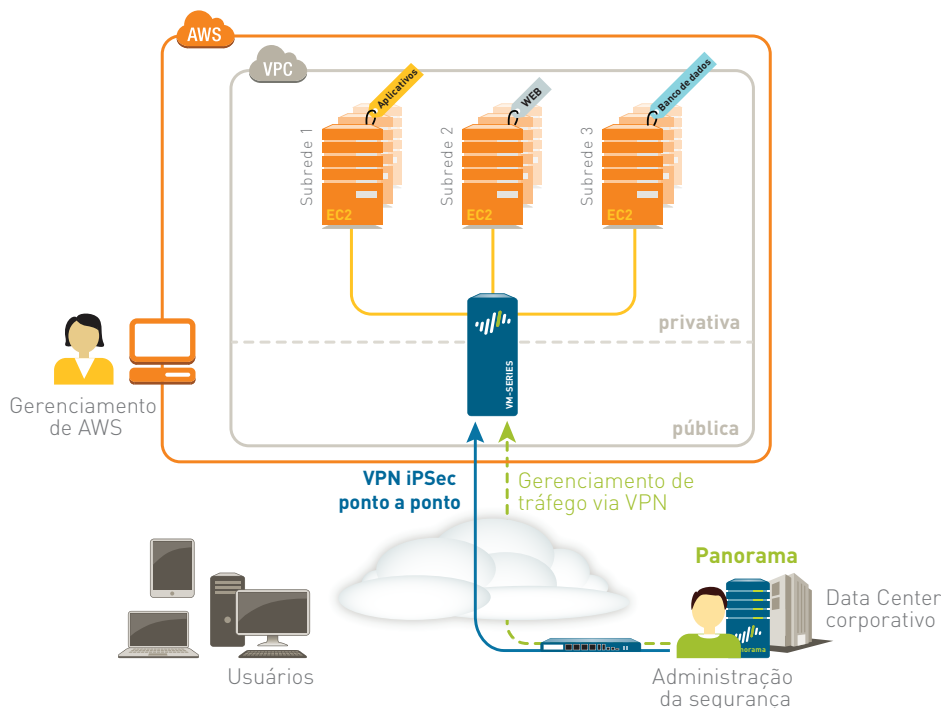 AWS
VPC
Aplicativos
WEB
Banco de dados
Subrede 1
Subrede 2
Subrede 3
EC2
EC2
EC2
privativa
VM-SERIES
pública
Gerenciamento
de AWS
VPN iPSec
ponto a ponto
Gerenciamento de
tráfego via VPN
Panorama
Data Center
corporativo
norama
Usuários
Administração
da segurança